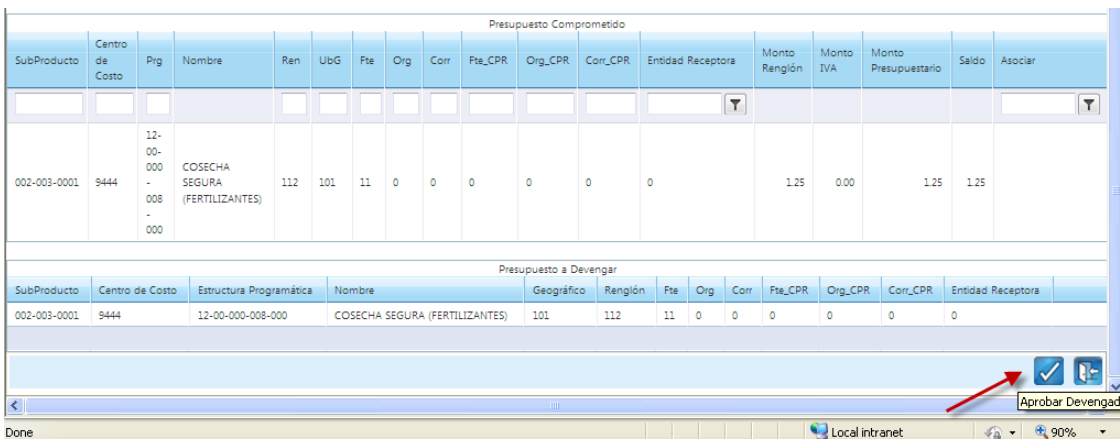 Presupuesto Comprometido
SubProducto Centro de Costo Prg Nombre Ren UbG Fte Org Corr Fte_CPR Org_CPR Corr_CPR Entidad Receptora Monto Renglón Monto IVA Monto Presupuestario Saldo Asociar
002-003-0001 9444 12-00-000-008-000 COSECHA SEGURA (FERTILIZANTES) 112 101 11 0 0 0 0 0 0 1.25 0.00 1.25 1.25
Presupuesto a Devengar
SubProducto Centro de Costo Estructura Programática Nombre Geográfico Renglón Fte Org Corr Fte_CPR Org_CPR Corr_CPR Entidad Receptora
002-003-0001 9444 12-00-000-008-000 COSECHA SEGURA (FERTILIZANTES) 101 112 11 0 0 0 0 0 0
Aprobar Devengad
Done Local intranet 90%